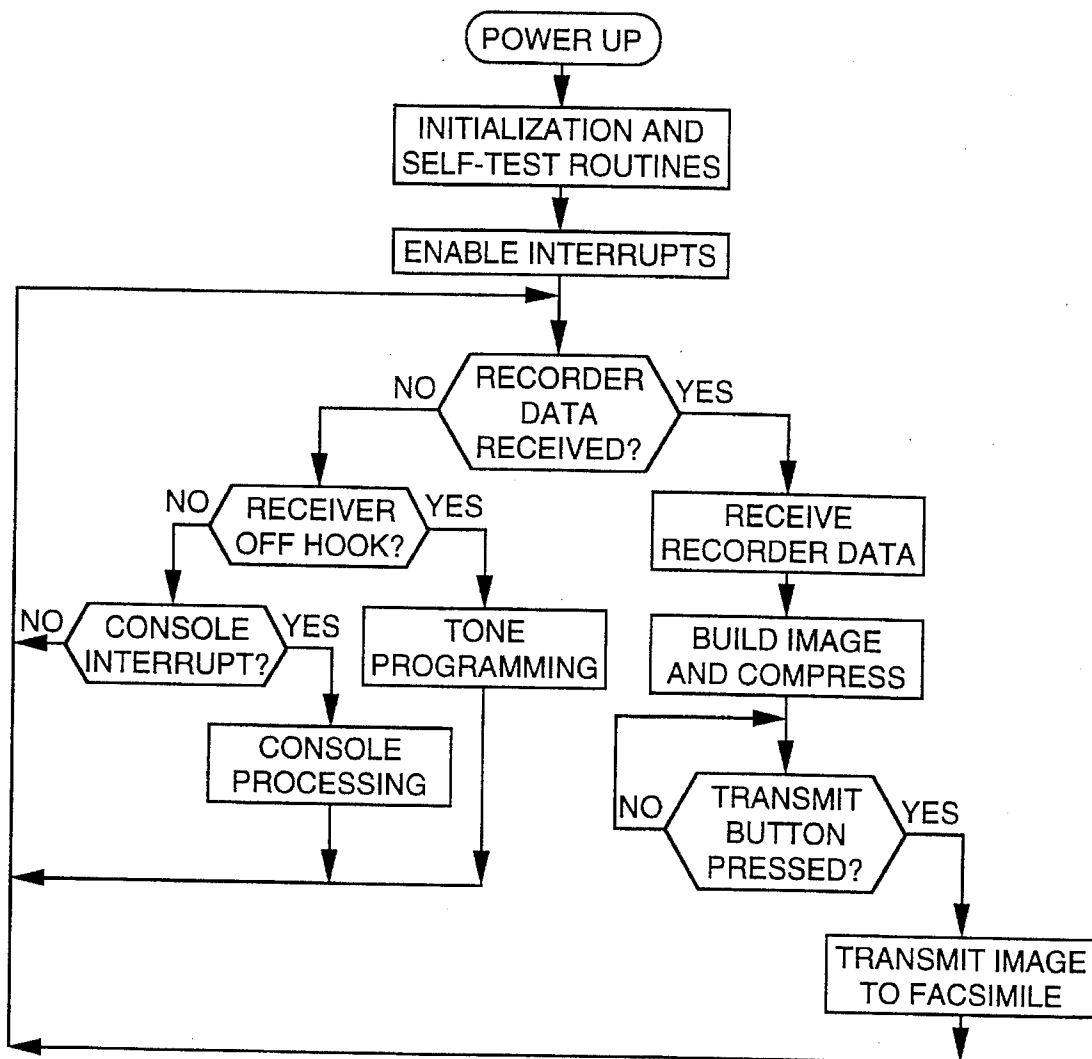 POWER UP
INITIALIZATION AND
SELF-TEST ROUTINES
ENABLE INTERRUPTS
RECORDER
DATA
RECEIVED?
NO
YES
RECEIVER
OFF HOOK?
NO
YES
RECEIVE
RECORDER DATA
CONSOLE
INTERRUPT?
NO
YES
TONE
PROGRAMMING
BUILD IMAGE
AND COMPRESS
CONSOLE
PROCESSING
TRANSMIT
BUTTON
PRESSED?
NO
YES
TRANSMIT IMAGE
TO FACSIMILE